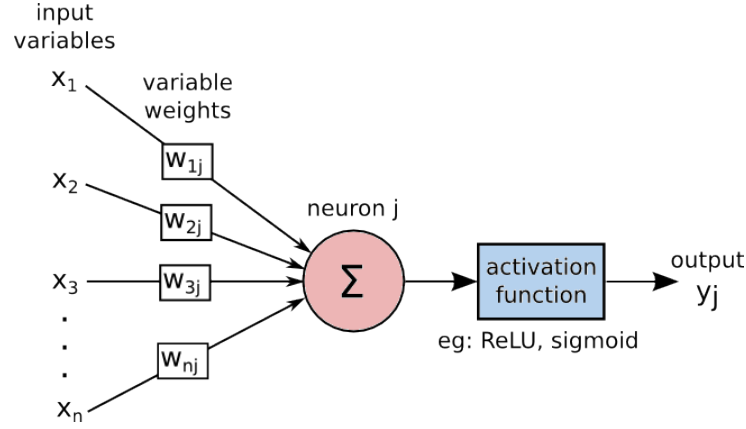 input
variables
x₁
variable
weights
w₁ⱼ
x₂
w₂ⱼ
neuron j
x₃
w₃ⱼ
Σ
activation
function
output
yⱼ
eg: ReLU, sigmoid
.
.
.
wₙⱼ
xₙ